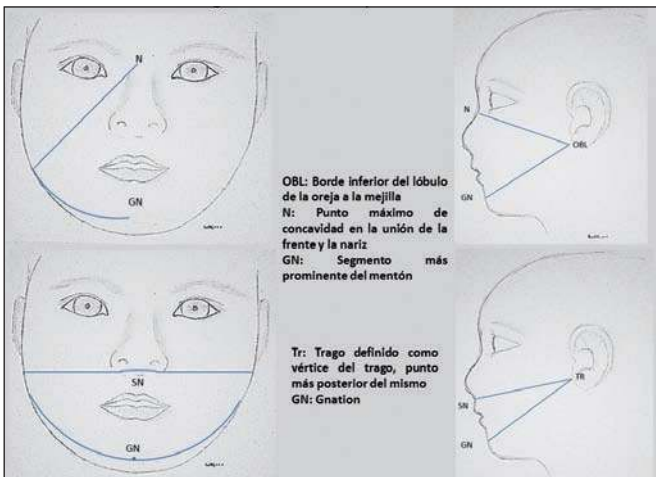 N
GN
N
OBL
GN
OBL: Borde inferior del lóbulo
de la oreja a la mejilla
N: Punto máximo de
concavidad en la unión de la
frente y la nariz
GN: Segmento más
prominente del mentón
SN
GN
Tr: Trago definido como
vértice del trago, punto
más posterior del mismo
GN: Gnation
TR
SN
GN